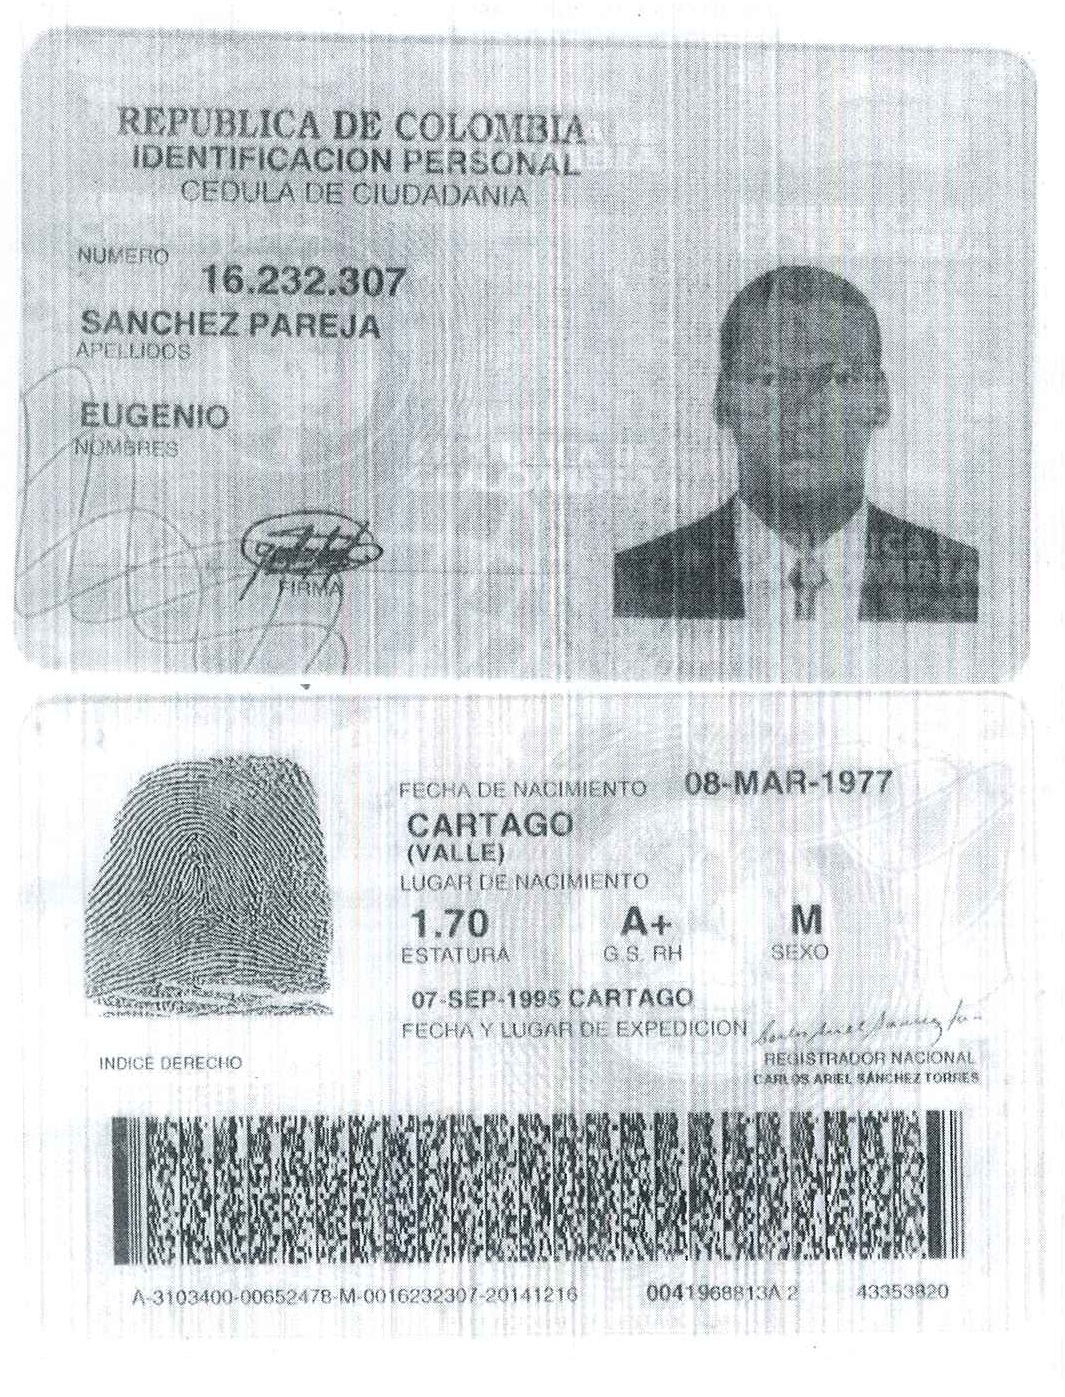 REPUBLICA DE COLOMBIA
IDENTIFICACION PERSONAL
CEDULA DE CIUDADANIA
NUMERO 16.232.307
SANCHEZ PAREJA
APELLIDOS
EUGENIO
NOMBRES
FIRMA
FECHA DE NACIMIENTO 08-MAR-1977
CARTAGO
(VALLE)
LUGAR DE NACIMIENTO
1.70 A+ M
ESTATURA G.S. RH SEXO
07-SEP-1995 CARTAGO
FECHA Y LUGAR DE EXPEDICION
INDICE DERECHO
REGISTRADOR NACIONAL
CARLOS ARIEL SÁNCHEZ TORRES
A-3103400-00652478-M-0016232307-20141216 0041968813A 2 43353820